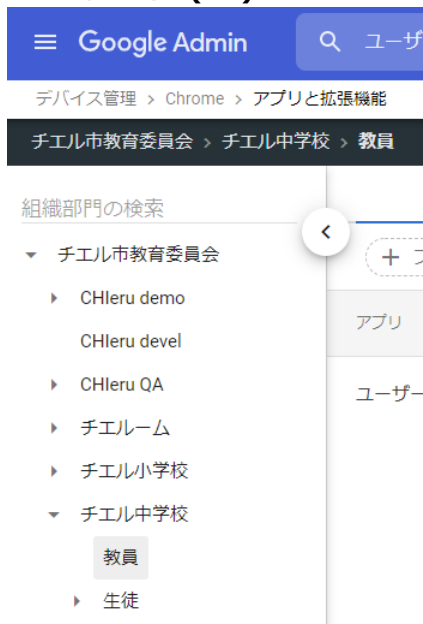 Google Admin
ユーザ
デバイス管理 > Chrome > アプリと拡張機能
チエル市教育委員会 > チエル中学校 > 教員
組織部門の検索
チエル市教育委員会
CHIeru demo
CHIeru devel
アプリ
CHIeru QA
ユーザー
チエルーム
チエル小学校
チエル中学校
教員
生徒